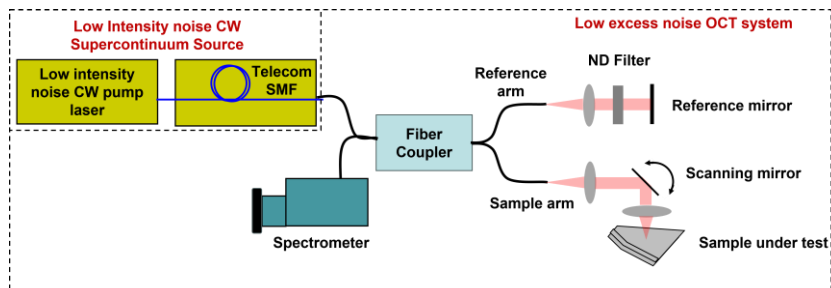 Low Intensity noise CW
Supercontinuum Source
Low excess noise OCT system
Low intensity
noise CW pump
laser
Telecom
SMF
Reference
arm
ND Filter
Reference mirror
Fiber
Coupler
Scanning mirror
Sample arm
Spectrometer
Sample under test